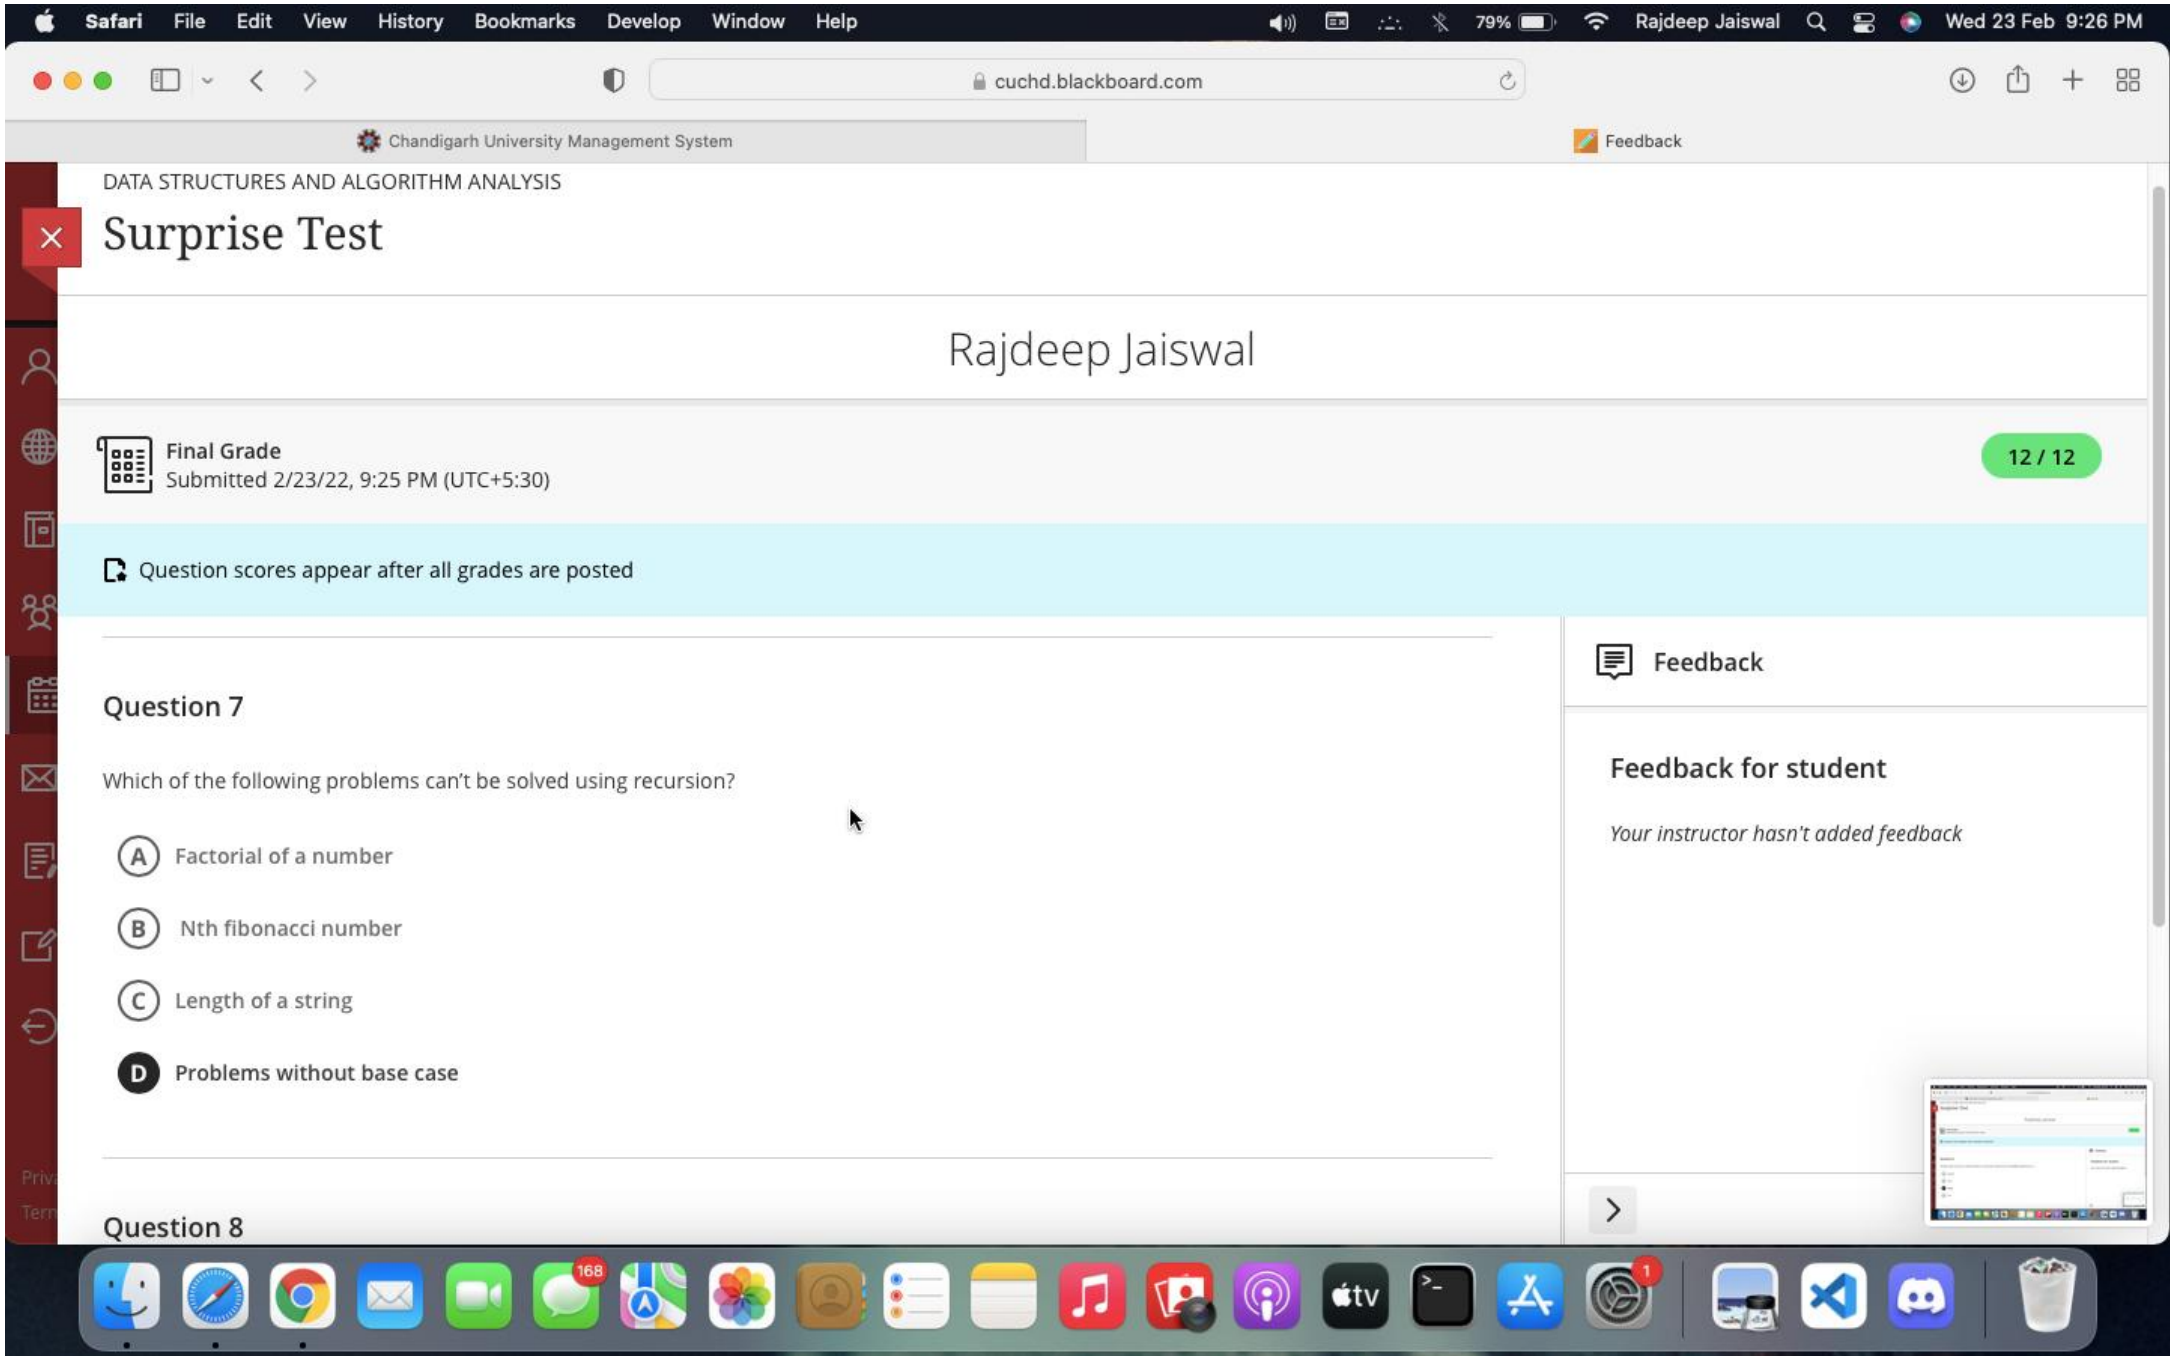 Safari File Edit View History Bookmarks Develop Window Help 79% Rajdeep Jaiswal Wed 23 Feb 9:26 PM
cuchd.blackboard.com
Chandigarh University Management System Feedback
DATA STRUCTURES AND ALGORITHM ANALYSIS
Surprise Test
Rajdeep Jaiswal
Final Grade
Submitted 2/23/22, 9:25 PM (UTC+5:30)
12 / 12
Question scores appear after all grades are posted
Question 7
Which of the following problems can't be solved using recursion?
A Factorial of a number
B Nth fibonacci number
C Length of a string
D Problems without base case
Question 8
Feedback
Feedback for student
Your instructor hasn't added feedback
Priva
Tern
168
tv
1